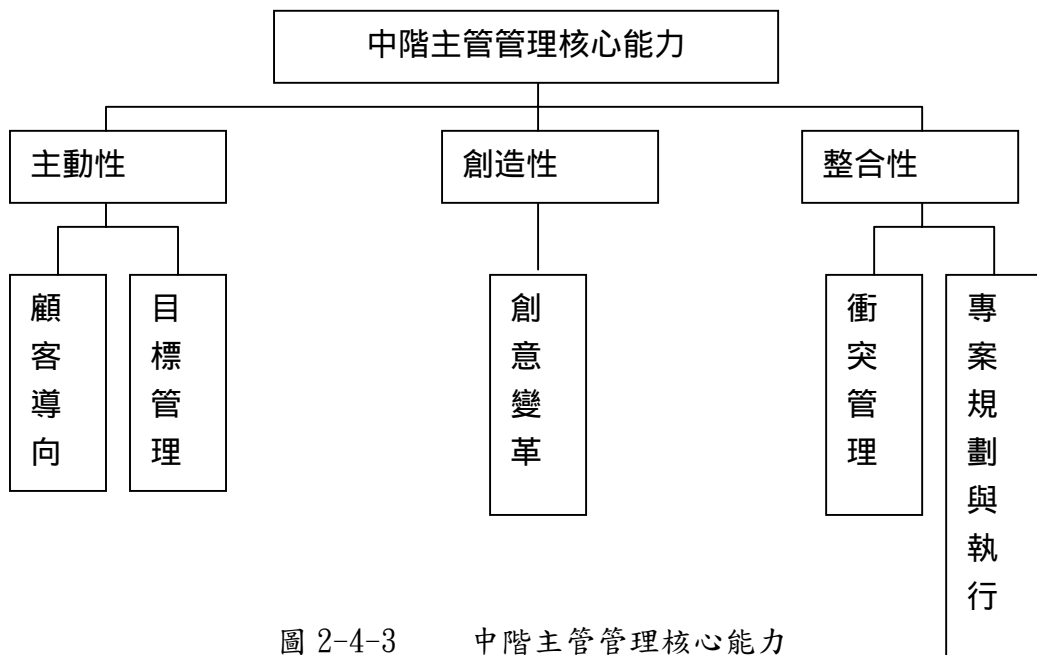 中階主管管理核心能力
主動性
創造性
整合性
顧客導向
目標管理
創意變革
衝突管理
專案規劃與執行
圖 2-4-3 中階主管管理核心能力